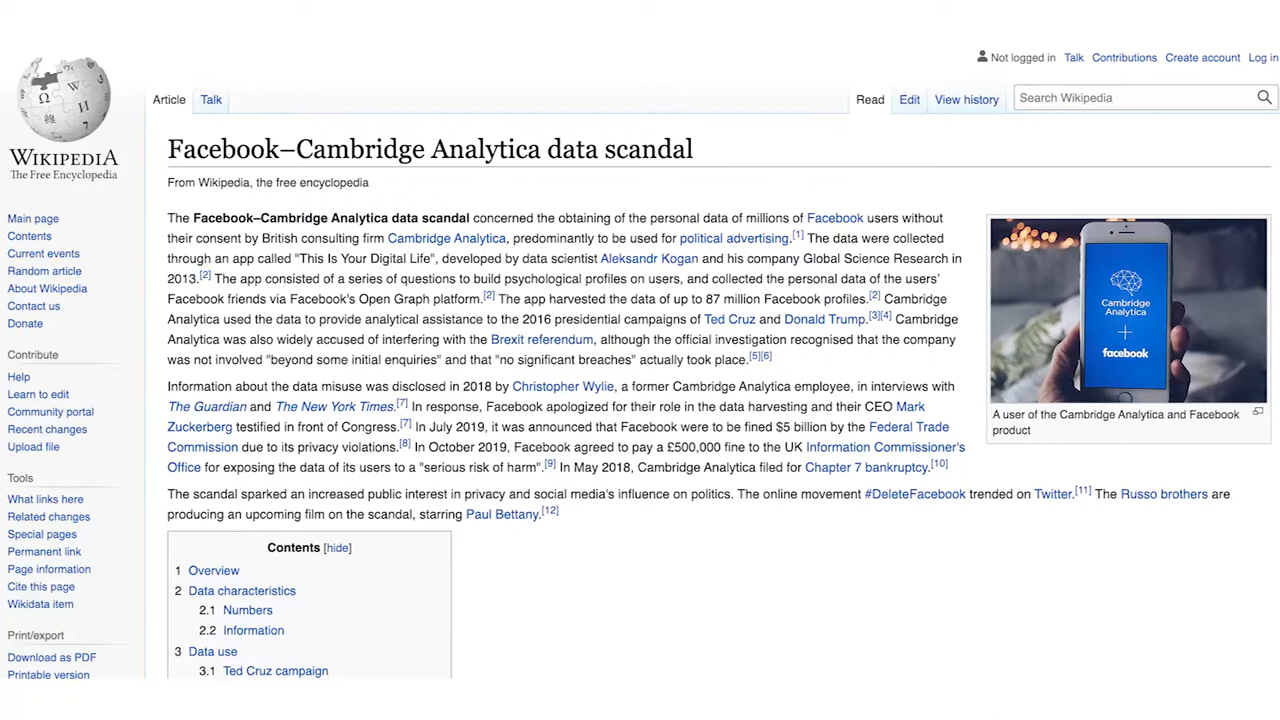 Not logged in Talk Contributions Create account Log in
Article Talk Read Edit View history Search Wikipedia
WIKIPEDIA
The Free Encyclopedia
Main page
Contents
Current events
Random article
About Wikipedia
Contact us
Donate
Contribute
Help
Learn to edit
Community portal
Recent changes
Upload file
Tools
What links here
Related changes
Special pages
Permanent link
Page information
Cite this page
Wikidata item
Print/export
Download as PDF
Printable version
Facebook–Cambridge Analytica data scandal
From Wikipedia, the free encyclopedia
The Facebook–Cambridge Analytica data scandal concerned the obtaining of the personal data of millions of Facebook users without
their consent by British consulting firm Cambridge Analytica, predominantly to be used for political advertising.[1] The data were collected
through an app called "This Is Your Digital Life", developed by data scientist Aleksandr Kogan and his company Global Science Research in
2013.[2] The app consisted of a series of questions to build psychological profiles on users, and collected the personal data of the users'
Facebook friends via Facebook's Open Graph platform.[2] The app harvested the data of up to 87 million Facebook profiles.[2] Cambridge
Analytica used the data to provide analytical assistance to the 2016 presidential campaigns of Ted Cruz and Donald Trump.[3][4] Cambridge
Analytica was also widely accused of interfering with the Brexit referendum, although the official investigation recognised that the company
was not involved "beyond some initial enquiries" and that "no significant breaches" actually took place.[5][6]
Information about the data misuse was disclosed in 2018 by Christopher Wylie, a former Cambridge Analytica employee, in interviews with
The Guardian and The New York Times.[7] In response, Facebook apologized for their role in the data harvesting and their CEO Mark
Zuckerberg testified in front of Congress.[7] In July 2019, it was announced that Facebook were to be fined $5 billion by the Federal Trade
Commission due to its privacy violations.[8] In October 2019, Facebook agreed to pay a £500,000 fine to the UK Information Commissioner's
Office for exposing the data of its users to a "serious risk of harm".[9] In May 2018, Cambridge Analytica filed for Chapter 7 bankruptcy.[10]
The scandal sparked an increased public interest in privacy and social media's influence on politics. The online movement #DeleteFacebook trended on Twitter.[11] The Russo brothers are
producing an upcoming film on the scandal, starring Paul Bettany.[12]
Cambridge
Analytica
+
facebook
A user of the Cambridge Analytica and Facebook
product
Contents [hide]
1 Overview
2 Data characteristics
2.1 Numbers
2.2 Information
3 Data use
3.1 Ted Cruz campaign